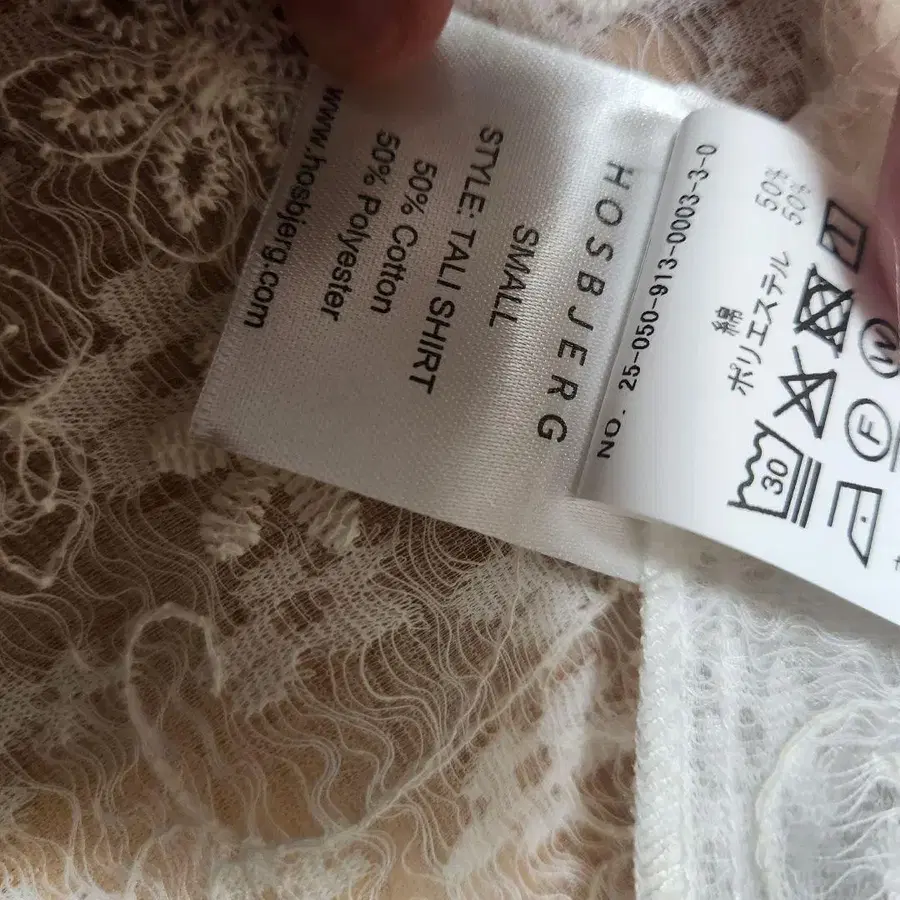 HOSBJERG
SMALL
STYLE: TALI SHIRT
50% Cotton
50% Polyester
www.hosbjerg.com
NO. 25-050-913-0003-3-0
綿 50%
ポリエステル 50%
30
W
F